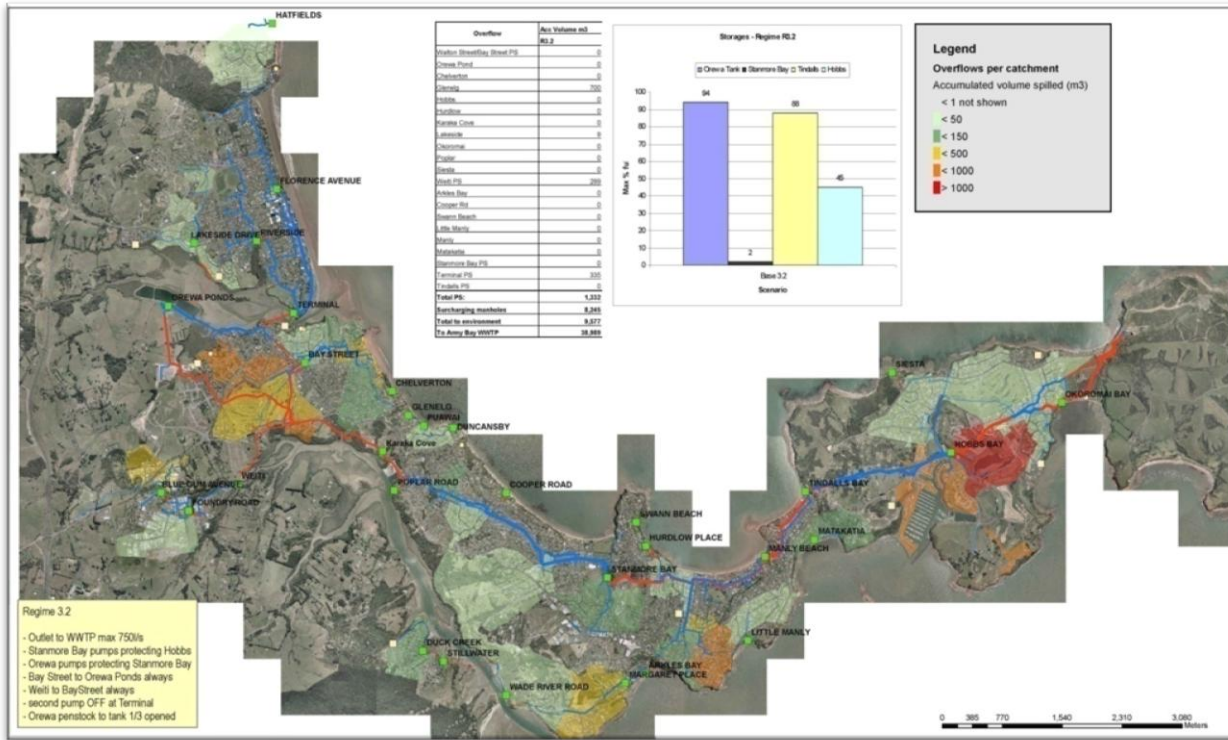 HATFIELDS
Overflow Acc Volume m3
R3.2
Walton Street/Bay Street PS 0
Orewa Pond 0
Chelverton 0
Glenelg 700
Hobbs 0
Hurdlow 0
Karaka Cove 0
Lakeside 8
Okoromai 0
Poplar 0
Siesta 0
Weiti PS 289
Arkles Bay 0
Cooper Rd 0
Swann Beach 0
Little Manly 0
Manly 0
Matakatia 0
Stanmore Bay PS 0
Terminal PS 335
Tindalls PS 0
Total PS: 1,332
Surcharging manholes 8,245
Total to environment 9,577
To Army Bay WWTP 38,989
Storages - Regime R3.2
Orewa Tank Stanmore Bay Tindalls Hobbs
Max % full
100
90
80
70
60
50
40
30
20
10
0
94
2
88
45
Base 3.2
Scenario
Legend
Overflows per catchment
Accumulated volume spilled (m3)
< 1 not shown
< 50
< 150
< 500
< 1000
> 1000
FLORENCE AVENUE
LAKESIDE DRIVE
RIVERSIDE
OREWA PONDS
TERMINAL
BAY STREET
CHELVERTON
GLENELG
DUNCANSBY
Karaka Cove
WEITI
BLUE GUM AVENUE
FOUNDRY ROAD
POPLAR ROAD
COOPER ROAD
SWANN BEACH
HURDLOW PLACE
STANMORE BAY
SIESTA
OKOROMAI BAY
HOBBS BAY
TINDALLS BAY
MATAKATIA
MANLY BEACH
LITTLE MANLY
ARKLES BAY
MARGARET PLACE
WADE RIVER ROAD
DUCK CREEK
STILLWATER
Regime 3.2
- Outlet to WWTP max 750l/s
- Stanmore Bay pumps protecting Hobbs
- Orewa pumps protecting Stanmore Bay
- Bay Street to Orewa Ponds always
- Weiti to BayStreet always
- second pump OFF at Terminal
- Orewa penstock to tank 1/3 opened
0 385 770 1,540 2,310 3,080
Meters